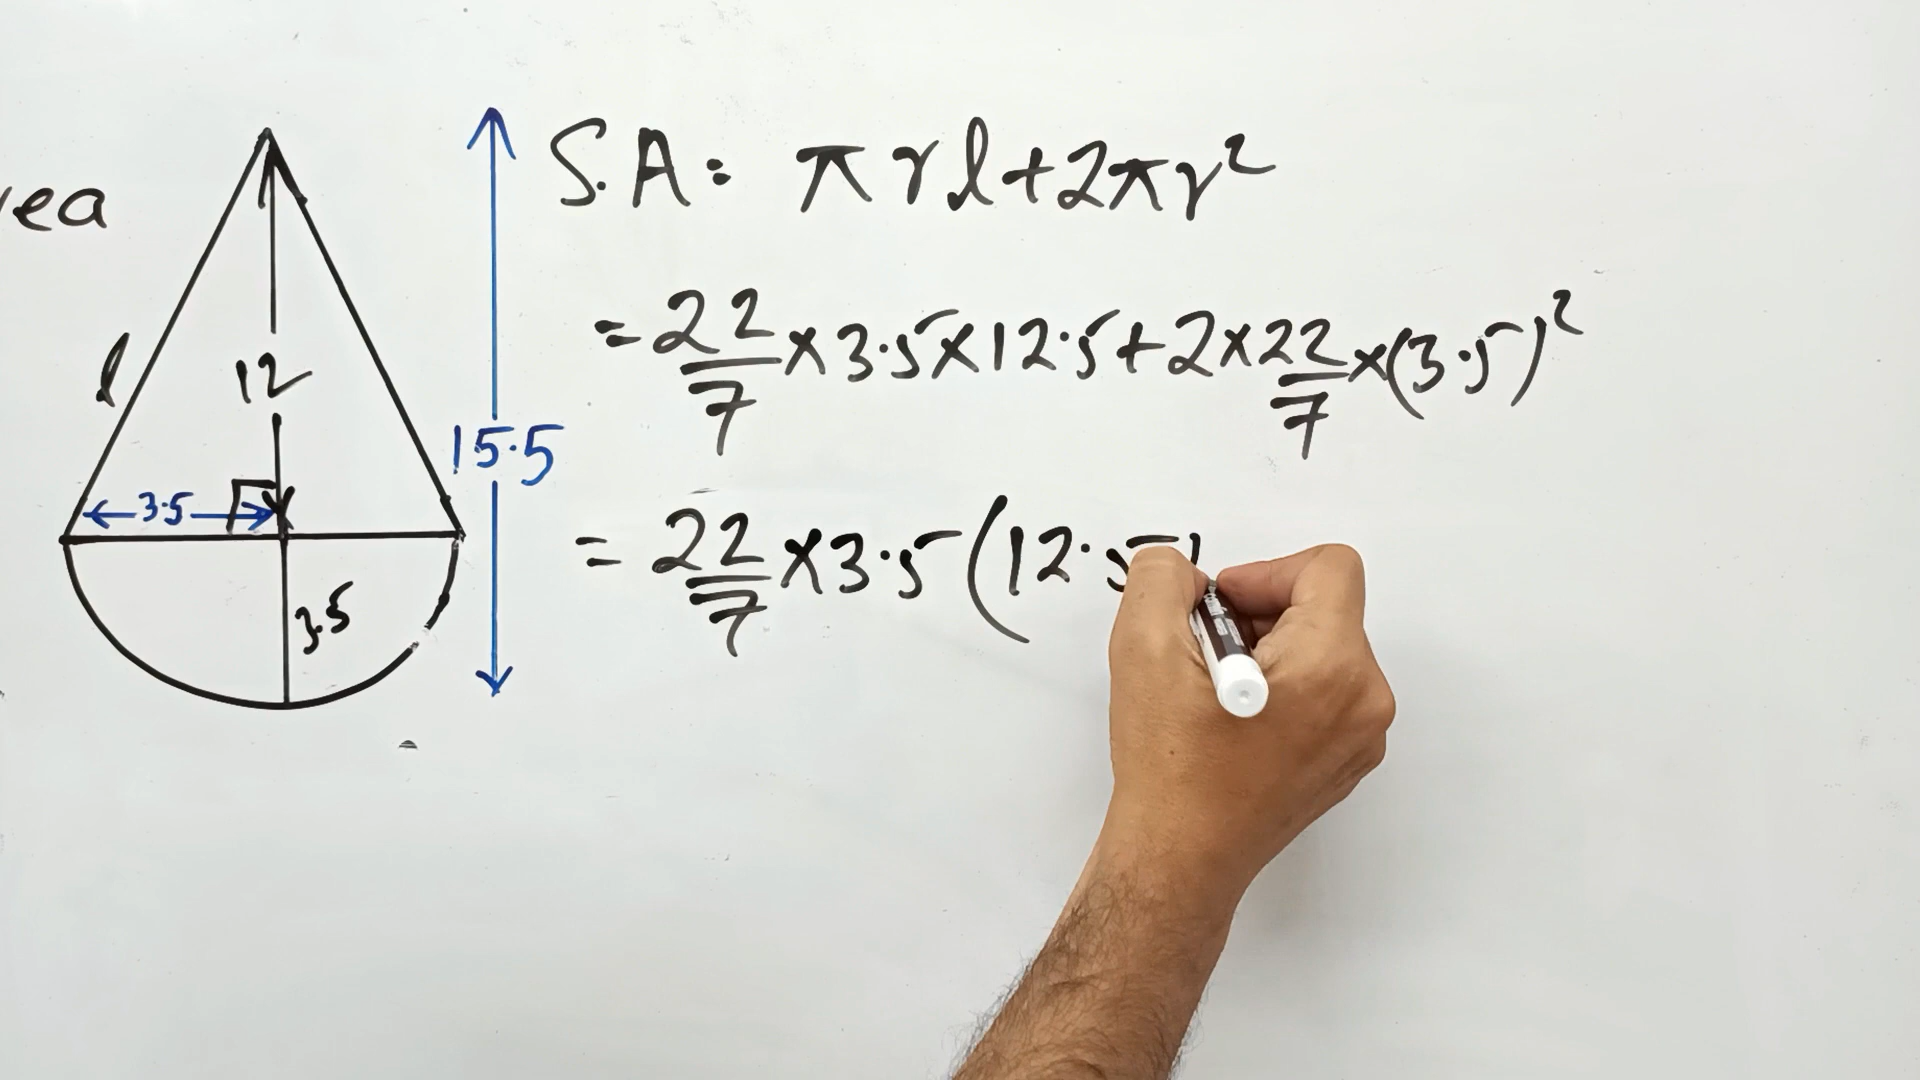 l
12
3.5
3.5
15.5
S.A = πrl+2πr²
= 22/7 × 3.5 × 12.5 + 2 × 22/7 × (3.5)²
= 22/7 × 3.5 (12.5